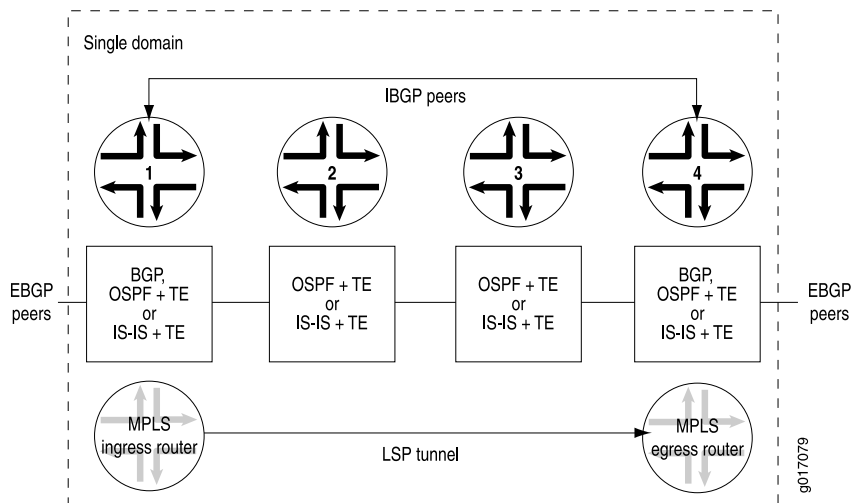 Single domain
IBGP peers
1
2
3
4
EBGP
peers
BGP,
OSPF + TE
or
IS-IS + TE
OSPF + TE
or
IS-IS + TE
OSPF + TE
or
IS-IS + TE
BGP,
OSPF + TE
or
IS-IS + TE
EBGP
peers
MPLS
ingress router
LSP tunnel
MPLS
egress router
g017079